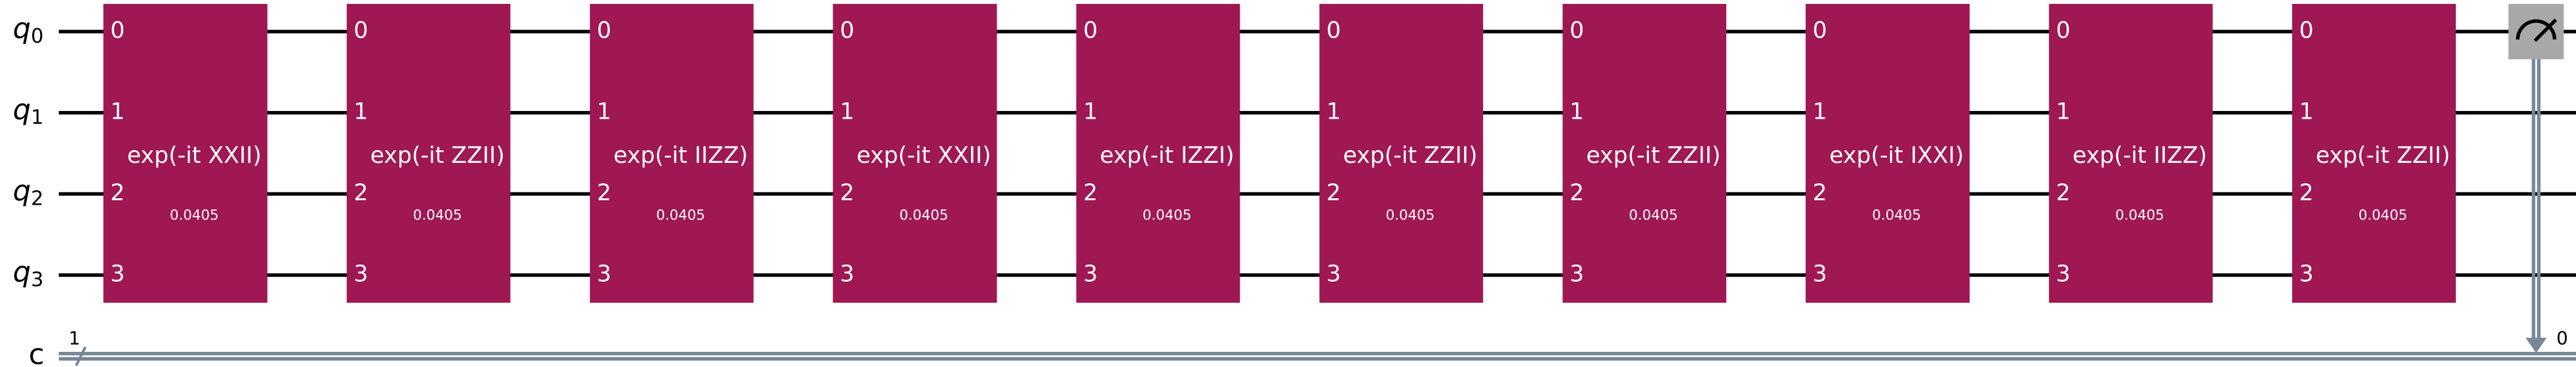 q0 0 0 0 0 0 0 0 0 0 0
q1 1 1 1 1 1 1 1 1 1 1
exp(-it XXII) exp(-it ZZII) exp(-it IIZZ) exp(-it XXII) exp(-it IZZI) exp(-it ZZII) exp(-it ZZII) exp(-it IXXI) exp(-it IIZZ) exp(-it ZZII)
q2 2 2 2 2 2 2 2 2 2 2
0.0405 0.0405 0.0405 0.0405 0.0405 0.0405 0.0405 0.0405 0.0405 0.0405
q3 3 3 3 3 3 3 3 3 3 3
1 0
c